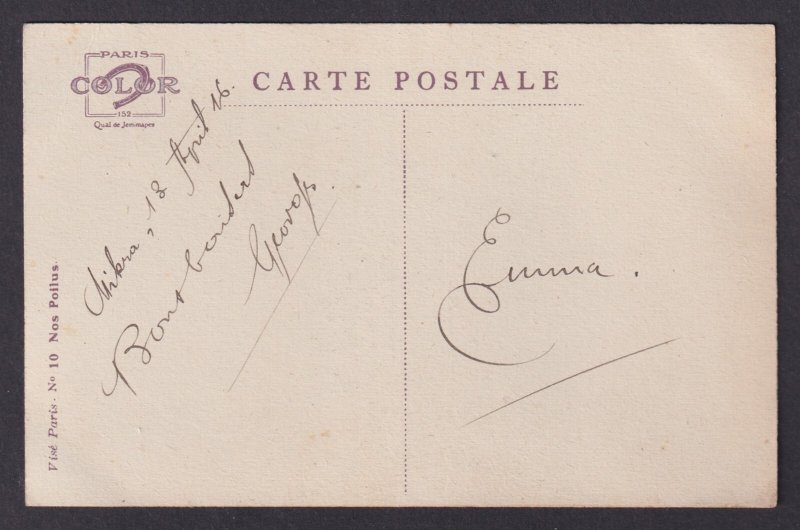 PARIS
COLOR
152
Quai de Jemmapes
CARTE POSTALE
Mikra, 13 April 16.
Bons baisers
Georges
Emma.
Visé Paris - No 10 Nos Poilus.